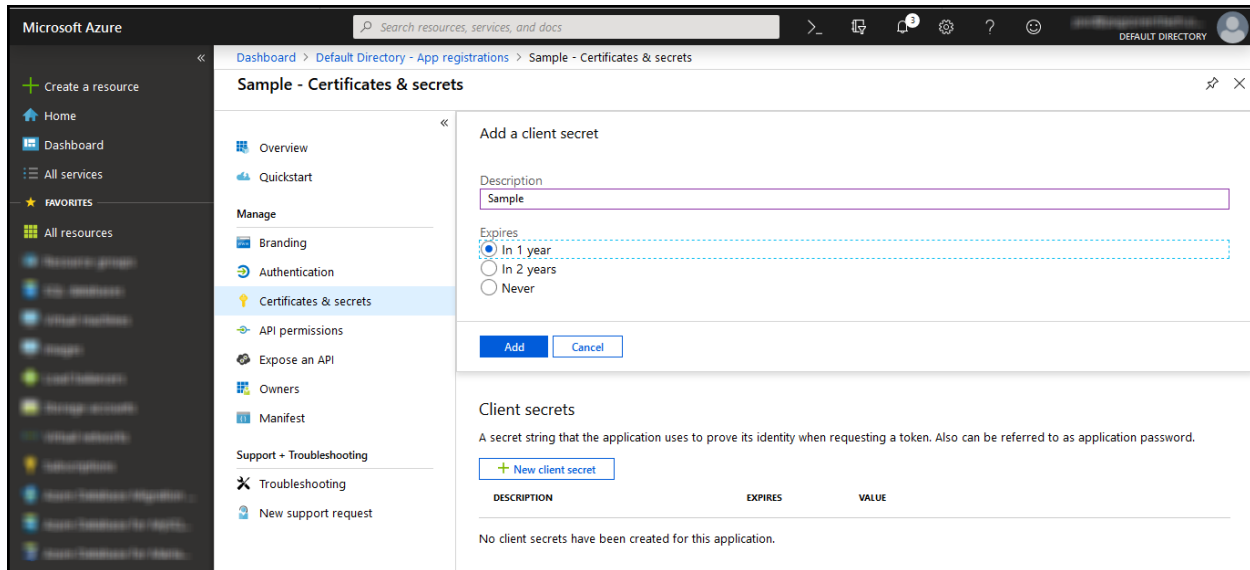 Microsoft Azure
Search resources, services, and docs
3
DEFAULT DIRECTORY
Create a resource
Home
Dashboard
All services
FAVORITES
All resources
Dashboard > Default Directory - App registrations > Sample - Certificates & secrets
Sample - Certificates & secrets
Overview
Quickstart
Manage
Branding
Authentication
Certificates & secrets
API permissions
Expose an API
Owners
Manifest
Support + Troubleshooting
Troubleshooting
New support request
Add a client secret
Description
Sample
Expires
In 1 year
In 2 years
Never
Add
Cancel
Client secrets
A secret string that the application uses to prove its identity when requesting a token. Also can be referred to as application password.
New client secret
DESCRIPTION EXPIRES VALUE
No client secrets have been created for this application.